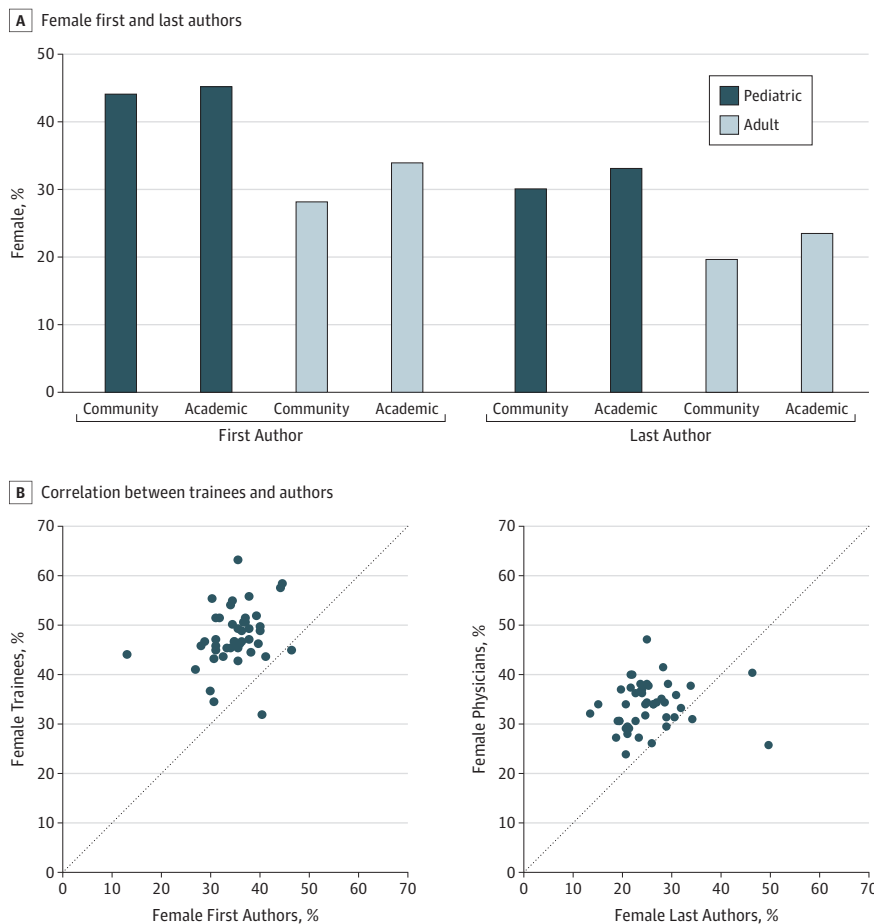 A Female first and last authors
50
40
30
20
10
0
Female, %
Pediatric
Adult
Community Academic Community Academic Community Academic Community Academic
First Author Last Author
B Correlation between trainees and authors
70
60
50
40
30
20
10
0
Female Trainees, %
0 10 20 30 40 50 60 70
Female First Authors, %
70
60
50
40
30
20
10
0
Female Physicians, %
0 10 20 30 40 50 60 70
Female Last Authors, %